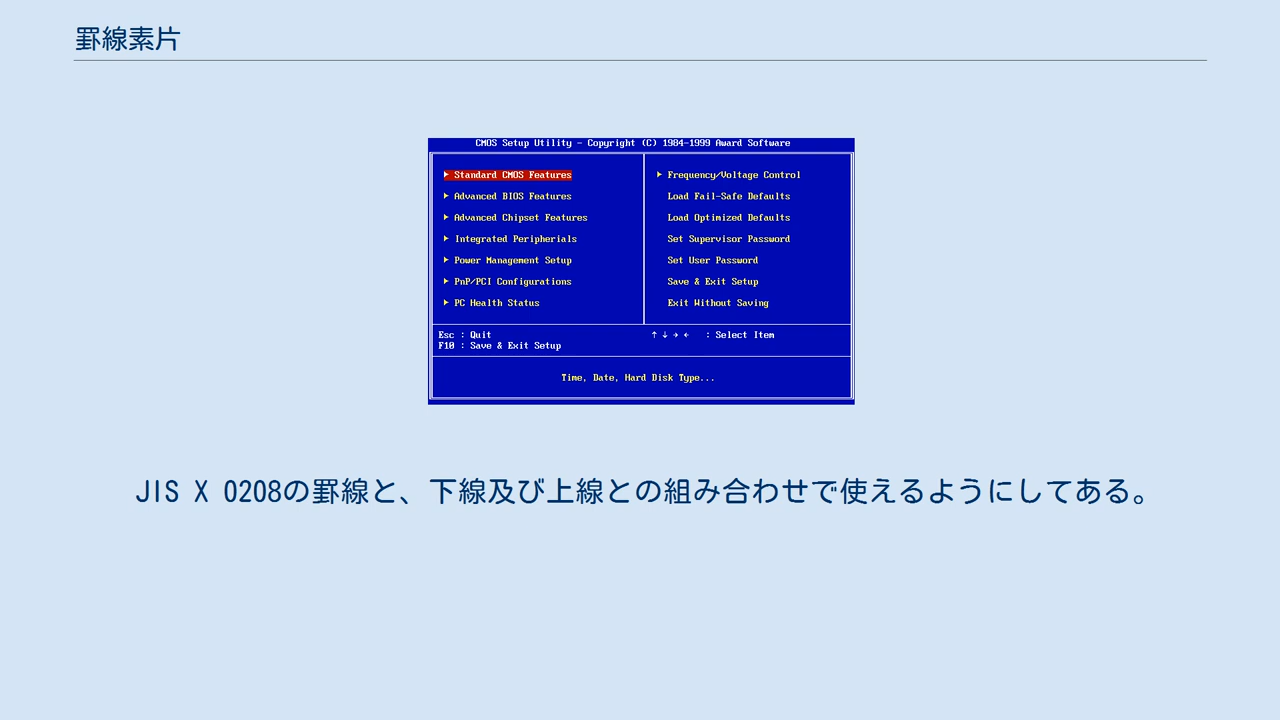 罫線素片
CMOS Setup Utility - Copyright (C) 1984-1999 Award Software
▶ Standard CMOS Features
▶ Advanced BIOS Features
▶ Advanced Chipset Features
▶ Integrated Peripherials
▶ Power Management Setup
▶ PnP/PCI Configurations
▶ PC Health Status
▶ Frequency/Voltage Control
Load Fail-Safe Defaults
Load Optimized Defaults
Set Supervisor Password
Set User Password
Save & Exit Setup
Exit Without Saving
Esc : Quit
F10 : Save & Exit Setup
↑ ↓ → ← : Select Item
Time, Date, Hard Disk Type...
JIS X 0208の罫線と、下線及び上線との組み合わせで使えるようにしてある。